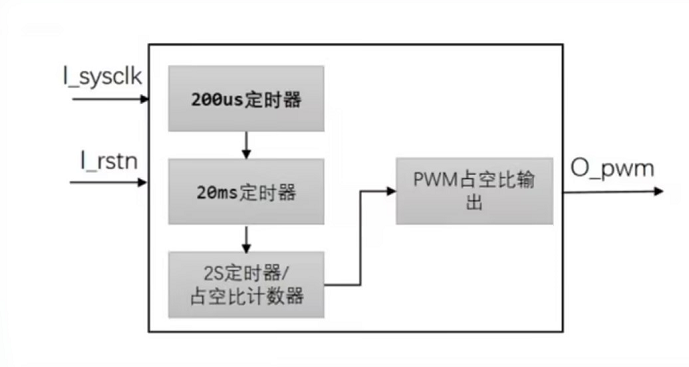 I_sysclk
200us定时器
I_rstn
20ms定时器
PWM占空比输
出
O_pwm
2S定时器/
占空比计数器